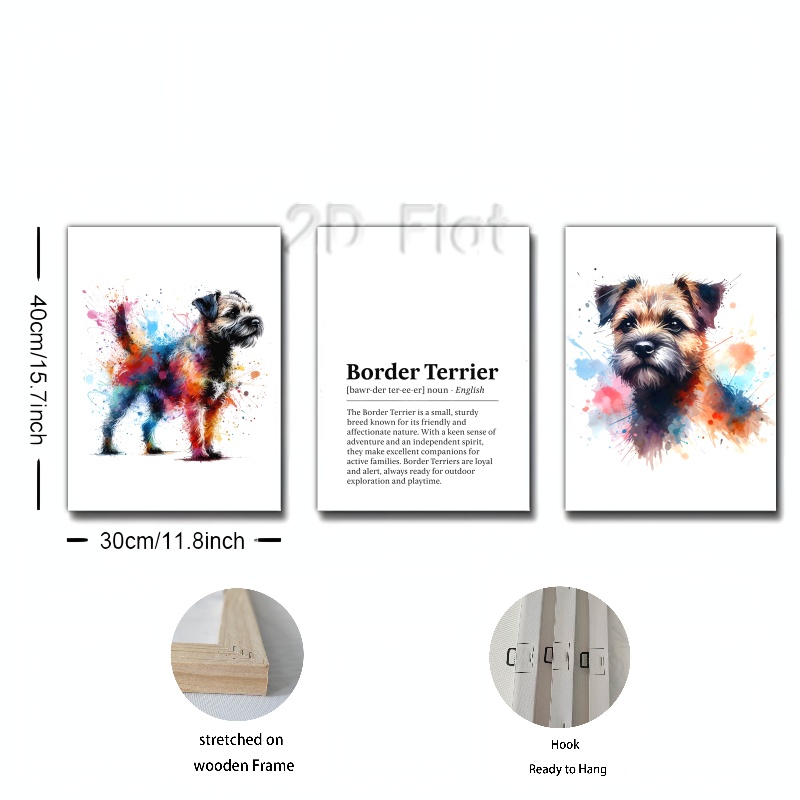 2D Flat
40cm/15.7inch
Border Terrier
[bawr-der ter-ee-er] noun - English
The Border Terrier is a small, sturdy
breed known for its friendly and
affectionate nature. With a keen sense of
adventure and an independent spirit,
they make excellent companions for
active families. Border Terriers are loyal
and alert, always ready for outdoor
exploration and playtime.
30cm/11.8inch
stretched on
wooden Frame
Hook
Ready to Hang